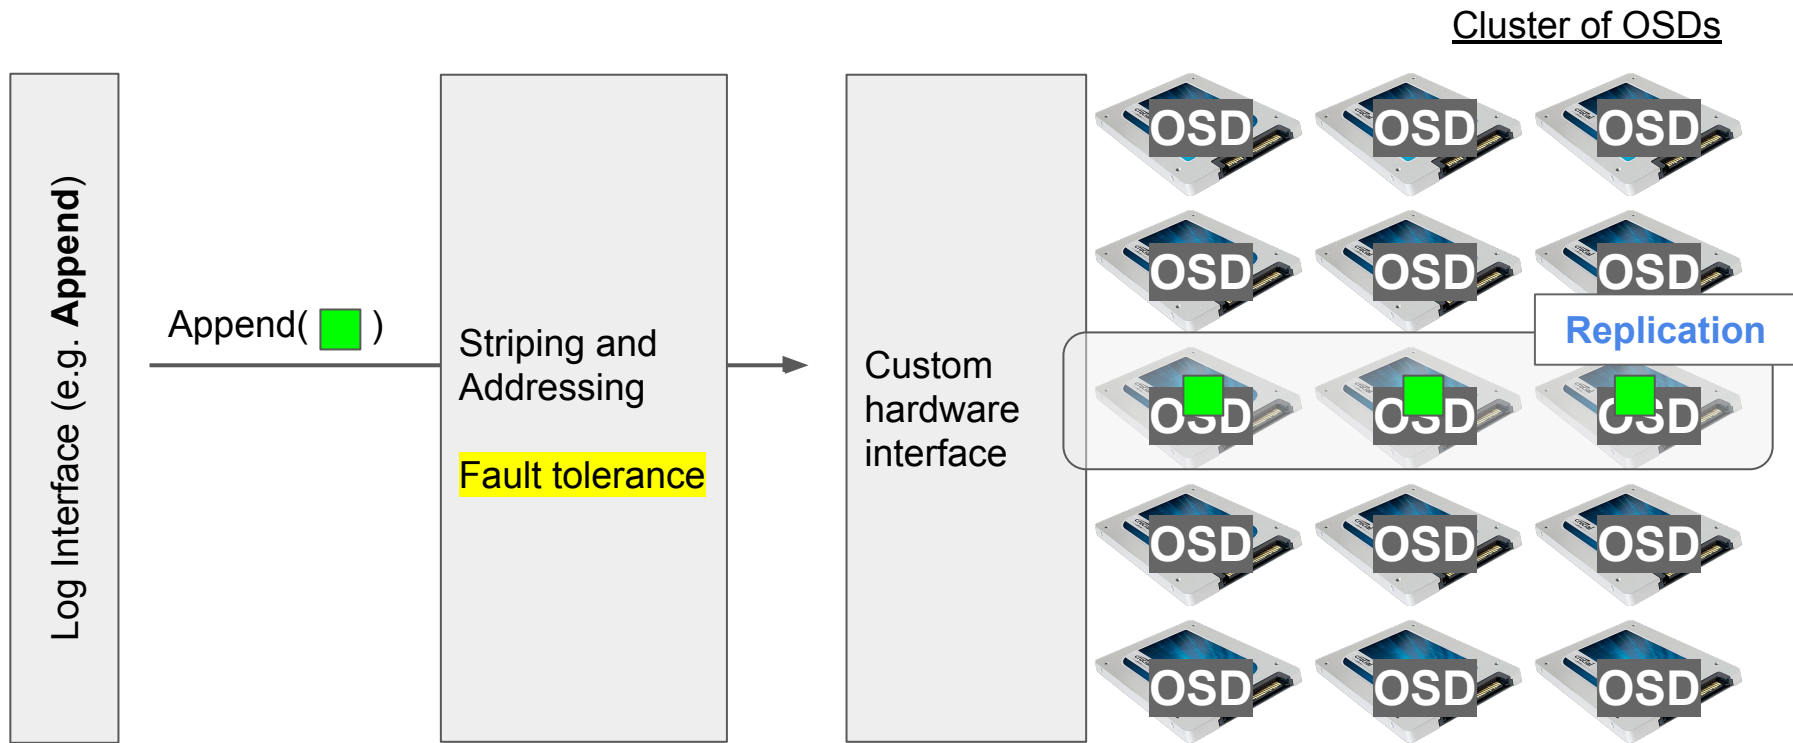 Cluster of OSDs
Log Interface (e.g. Append)
Append( )
Striping and
Addressing
Fault tolerance
Custom
hardware
interface
OSD OSD OSD
OSD OSD OSD
Replication
OSD OSD OSD
OSD OSD OSD
OSD OSD OSD